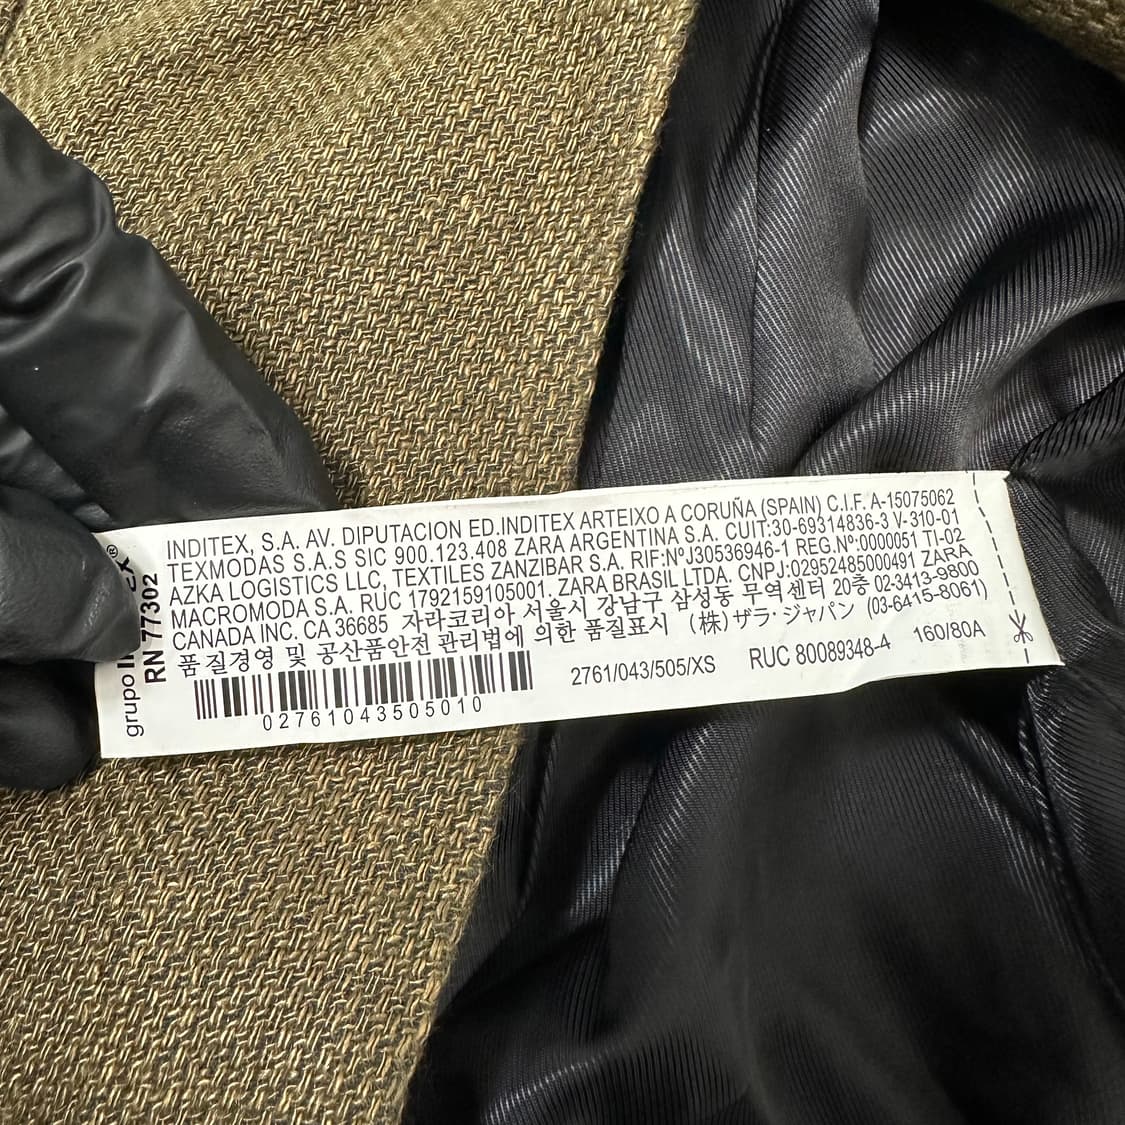 grupo
RN 77302
INDITEX, S.A. AV. DIPUTACION ED.INDITEX ARTEIXO A CORUÑA (SPAIN) C.I.F. A-15075062
TEXMODAS S.A.S SIC 900.123.408 ZARA ARGENTINA S.A. CUIT:30-69314836-3 V-310-01
AZKA LOGISTICS LLC, TEXTILES ZANZIBAR S.A. RIF:NºJ30536946-1 REG.Nº:0000051 TI-02
MACROMODA S.A. RUC 1792159105001. ZARA BRASIL LTDA. CNPJ:02952485000491 ZARA
CANADA INC. CA 36685 자라코리아 서울시 강남구 삼성동 무역센터 20층 02-3413-9800
품질경영 및 공산품안전 관리법에 의한 품질표시 (株)ザラ・ジャパン (03-6415-8061)
2761/043/505/XS RUC 80089348-4 160/80A
02761043505010